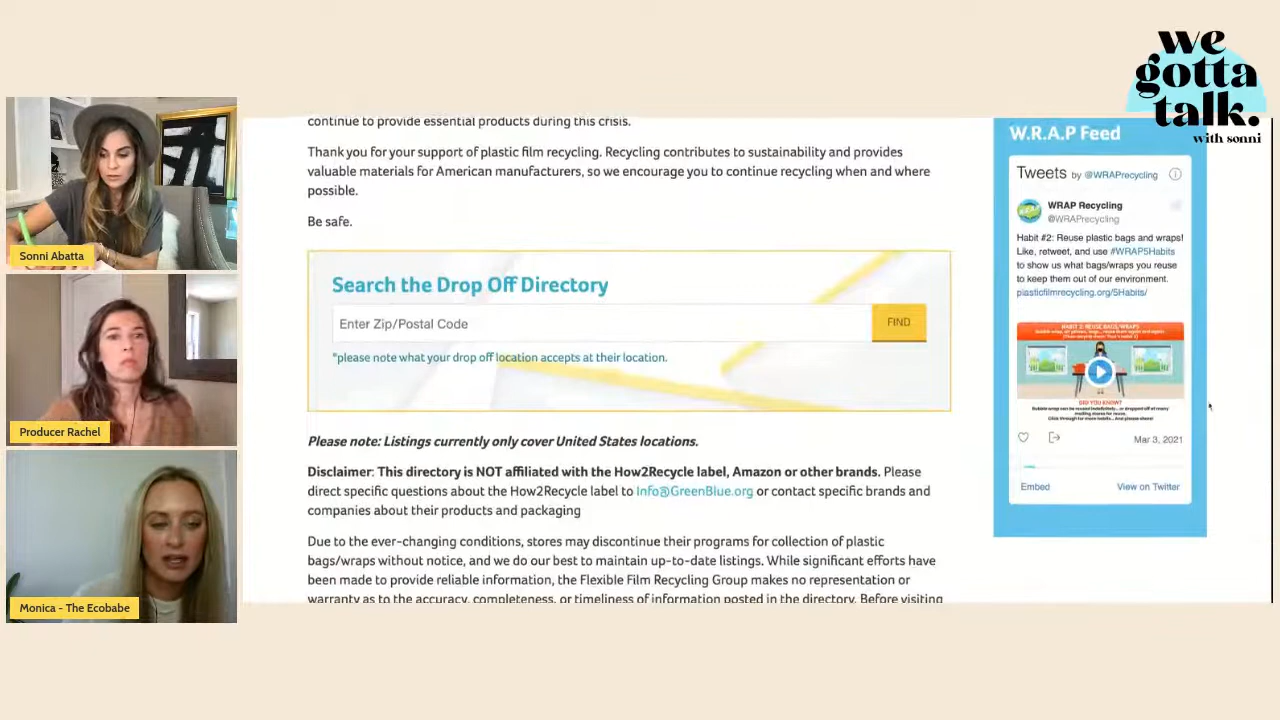 we
gotta
talk.
with sonni
Sonni Abatta
Producer Rachel
Monica - The Ecobabe
continue to provide essential products during this crisis.
Thank you for your support of plastic film recycling. Recycling contributes to sustainability and provides
valuable materials for American manufacturers, so we encourage you to continue recycling when and where
possible.
Be safe.
Search the Drop Off Directory
Enter Zip/Postal Code
FIND
*please note what your drop off location accepts at their location.
Please note: Listings currently only cover United States locations.
Disclaimer: This directory is NOT affiliated with the How2Recycle label, Amazon or other brands. Please
direct specific questions about the How2Recycle label to Info@GreenBlue.org or contact specific brands and
companies about their products and packaging
Due to the ever-changing conditions, stores may discontinue their programs for collection of plastic
bags/wraps without notice, and we do our best to maintain up-to-date listings. While significant efforts have
been made to provide reliable information, the Flexible Film Recycling Group makes no representation or
warranty as to the accuracy, completeness, or timeliness of information posted in the directory. Before visiting
W.R.A.P Feed
Tweets by @WRAPrecycling
WRAP Recycling
@WRAPrecycling
Habit #2: Reuse plastic bags and wraps!
Like, retweet, and use #WRAP5Habits
to show us what bags/wraps you reuse
to keep them out of our environment.
plasticfilmrecycling.org/5Habits/
HABIT 2: REUSE BAGS/WRAPS
DID YOU KNOW?
Mar 3, 2021
Embed
View on Twitter